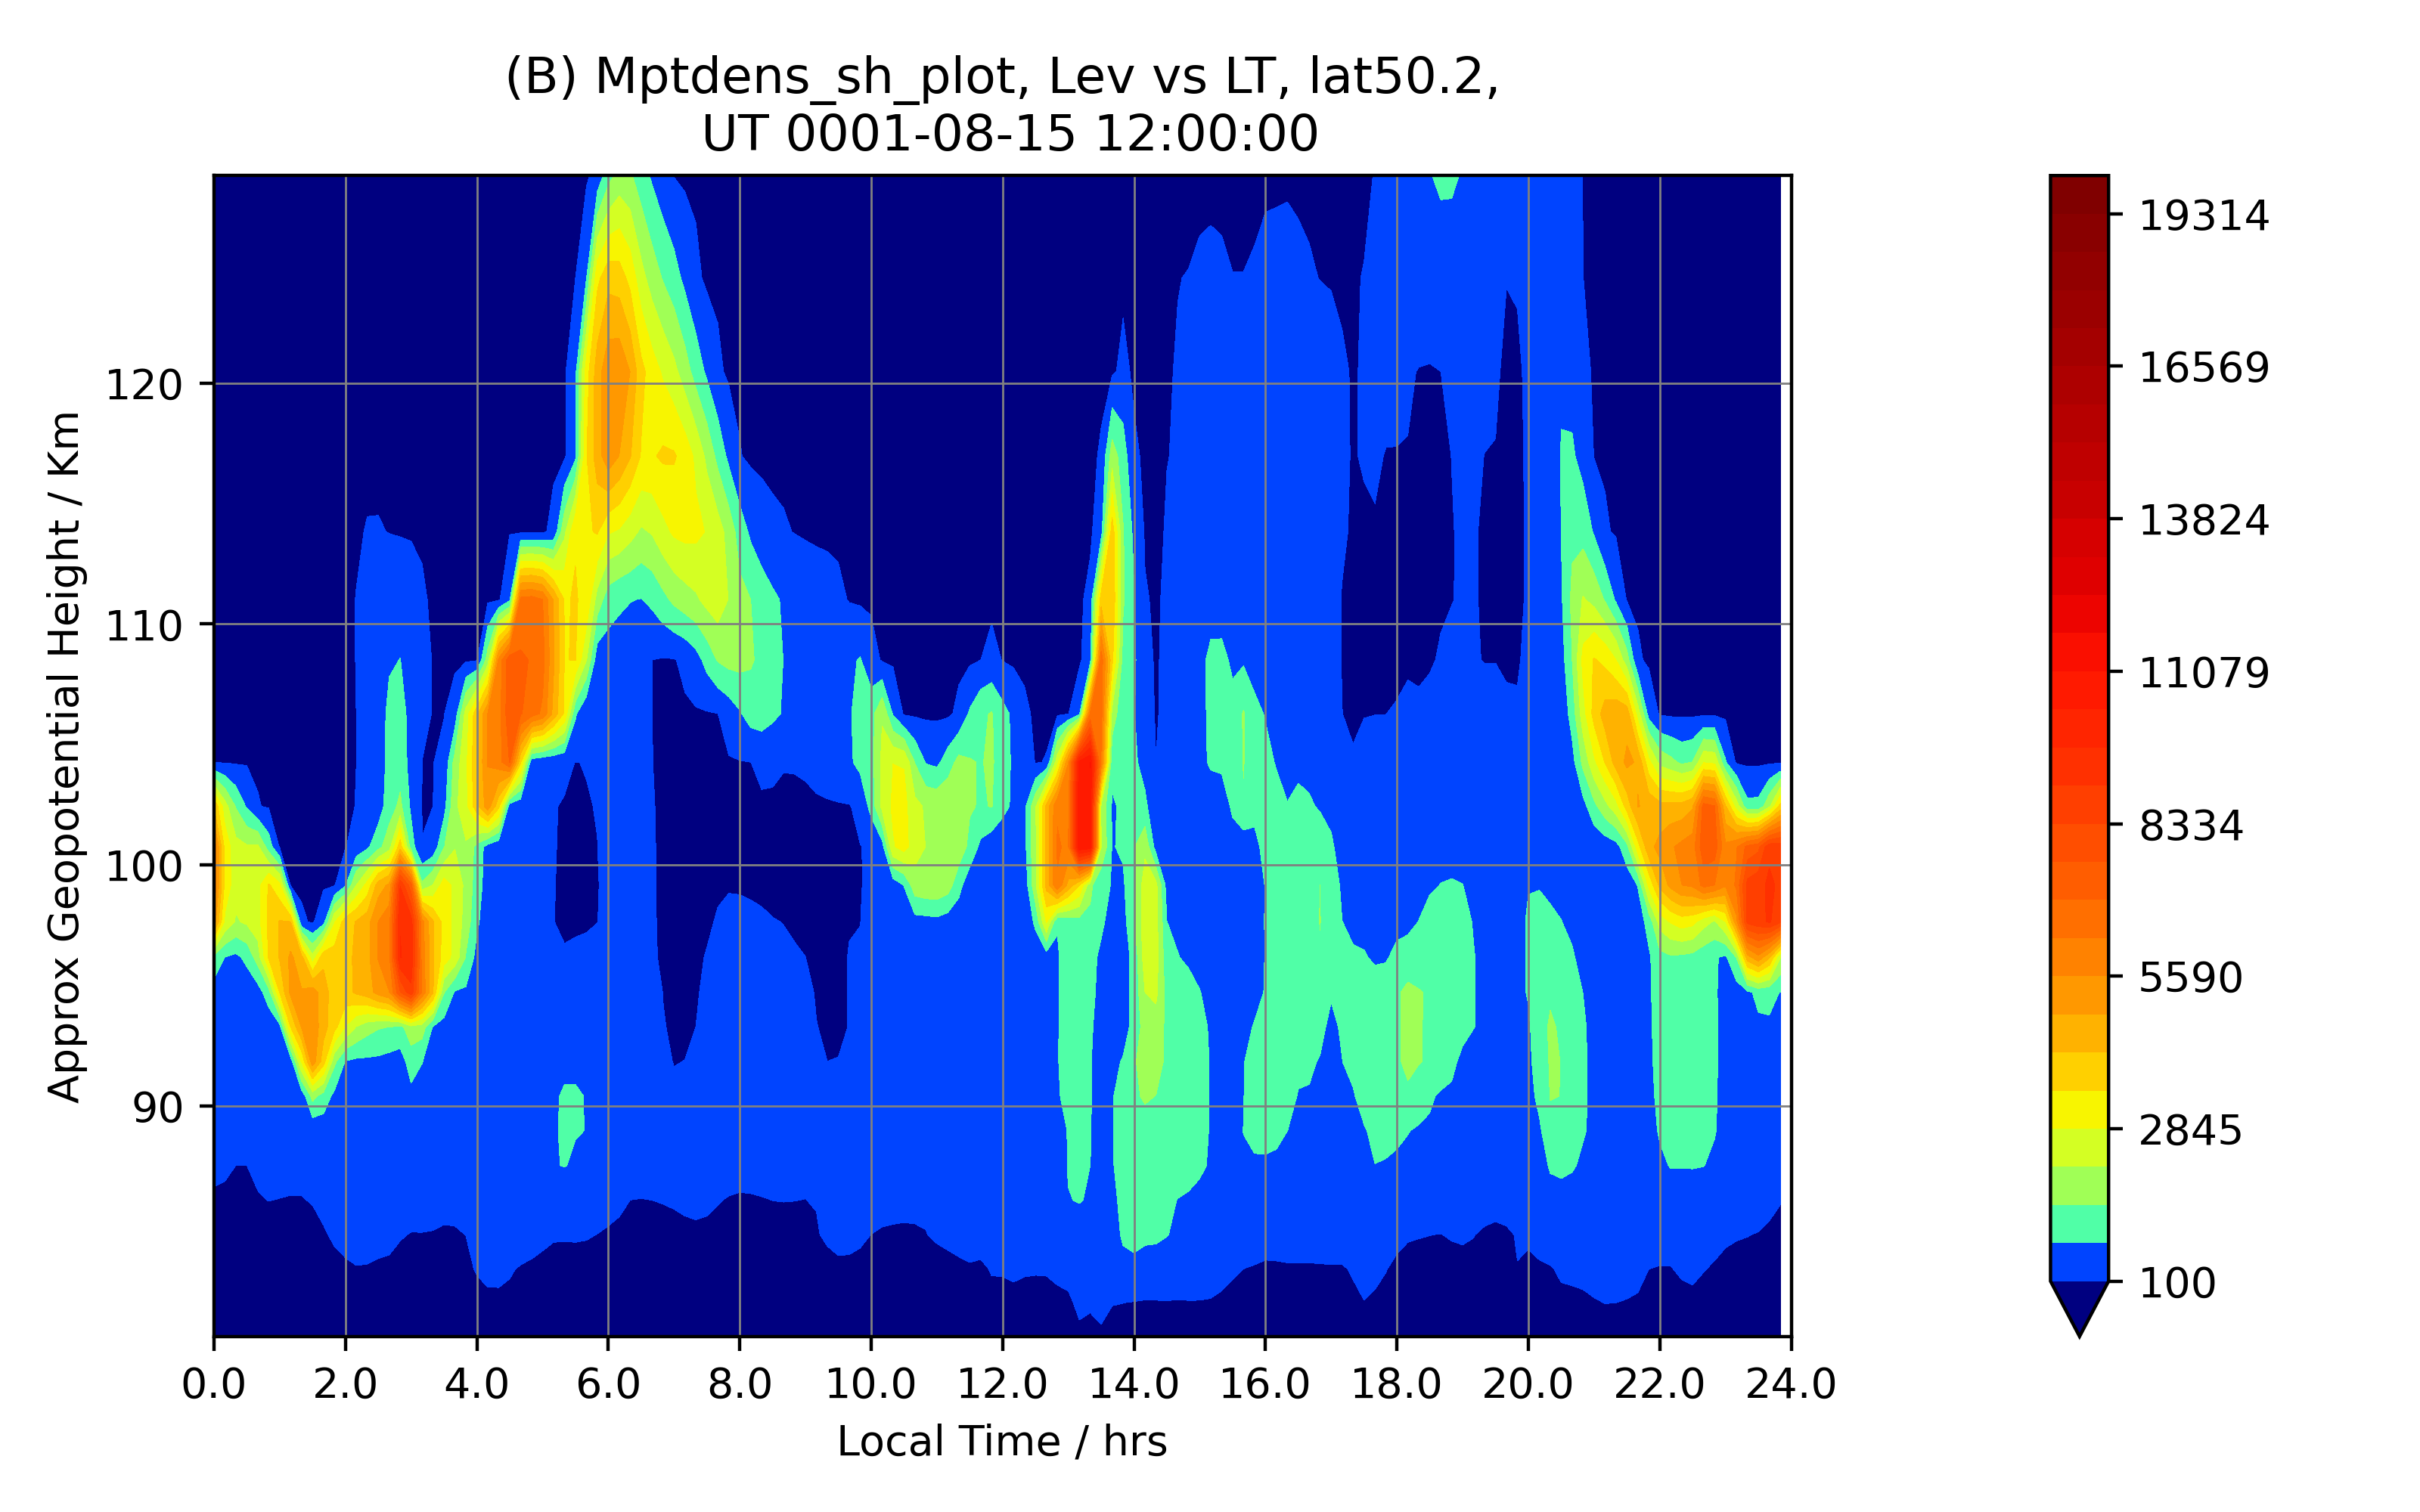 (B) Mptdens_sh_plot, Lev vs LT, lat50.2,
UT 0001-08-15 12:00:00
Approx Geopotential Height / Km
120
110
100
90
0.0 2.0 4.0 6.0 8.0 10.0 12.0 14.0 16.0 18.0 20.0 22.0 24.0
Local Time / hrs
19314
16569
13824
11079
8334
5590
2845
100